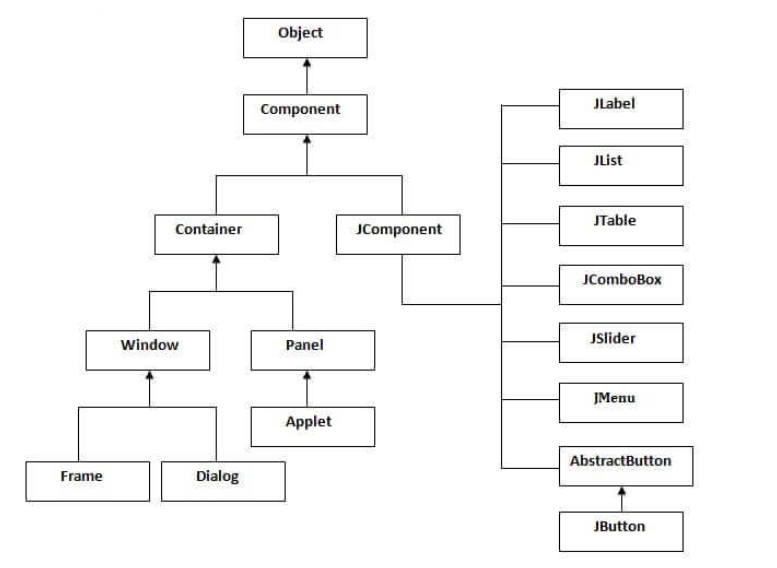 Object
Component
Container
JComponent
Window
Panel
Applet
Frame
Dialog
JLabel
JList
JTable
JComboBox
JSlider
JMenu
AbstractButton
JButton